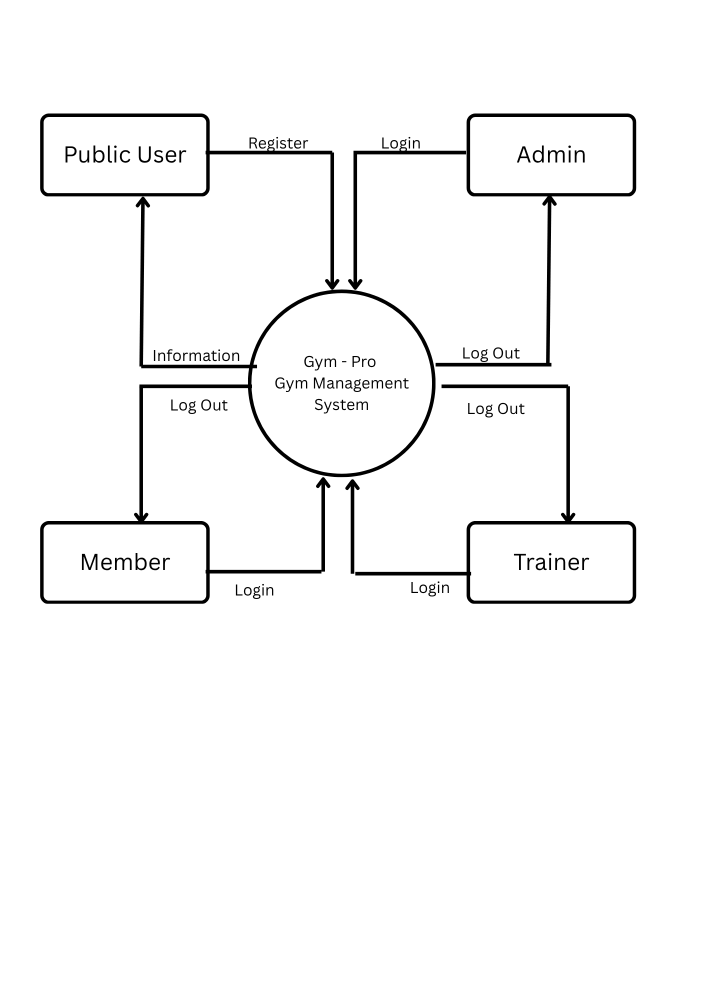 Public User
Register
Login
Admin
Information
Log Out
Gym - Pro
Gym Management
System
Log Out
Log Out
Member
Login
Login
Trainer